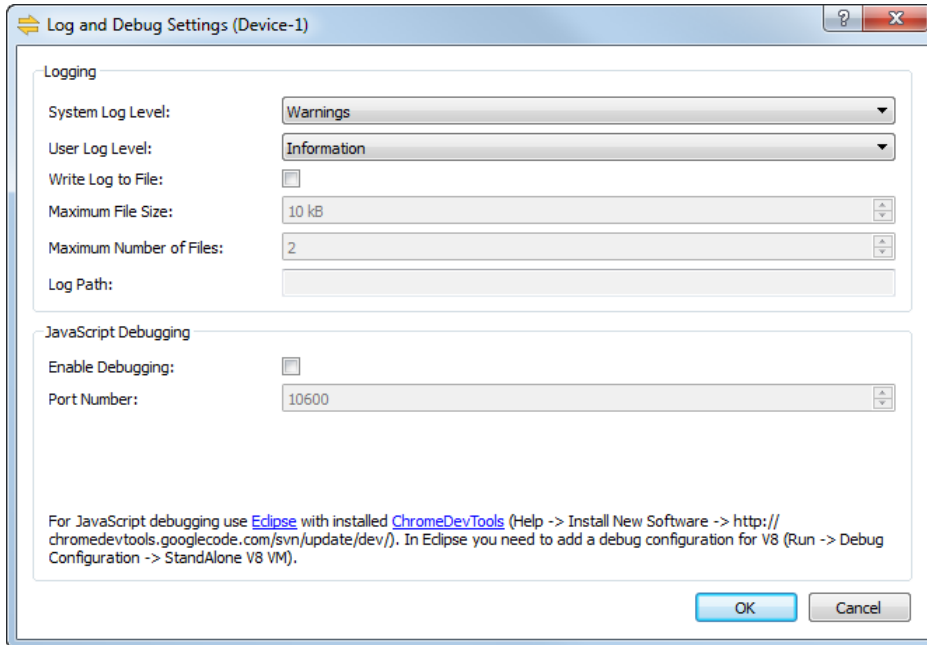 Log and Debug Settings (Device-1)
?
Logging
System Log Level:
Warnings
User Log Level:
Information
Write Log to File:
Maximum File Size:
10 kB
Maximum Number of Files:
2
Log Path:
JavaScript Debugging
Enable Debugging:
Port Number:
10600
For JavaScript debugging use Eclipse with installed ChromeDevTools (Help -> Install New Software -> http://
chromedevtools.googlecode.com/svn/update/dev/). In Eclipse you need to add a debug configuration for V8 (Run -> Debug
Configuration -> StandAlone V8 VM).
OK
Cancel